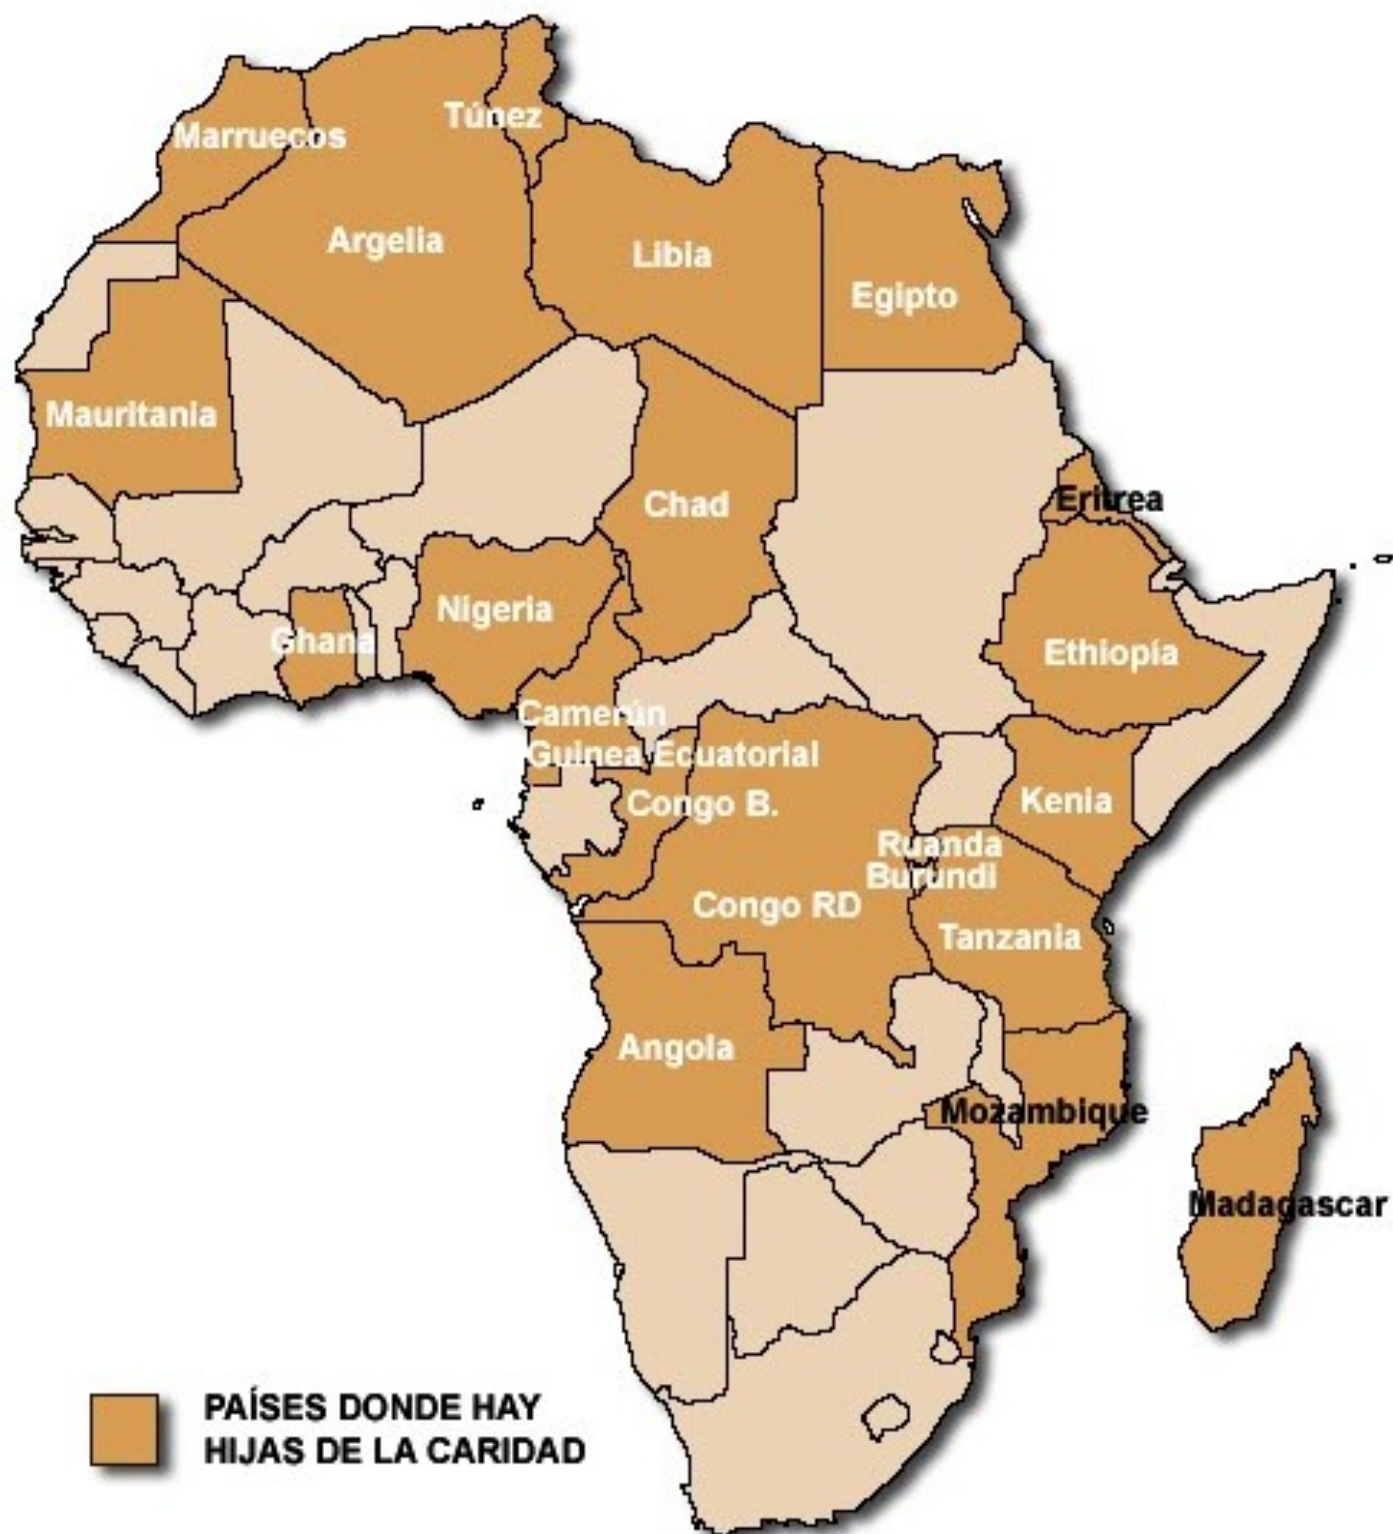 Túnez
Marruecos
Argelia
Libia
Egipto
Mauritania
Chad
Eritrea
Nigeria
Ghana
Ethiopía
Camerún
Guinea Ecuatorial
Congo B.
Kenia
Ruanda
Burundi
Congo RD
Tanzania
Angola
Mozambique
Madagascar
PAÍSES DONDE HAY
HIJAS DE LA CARIDAD